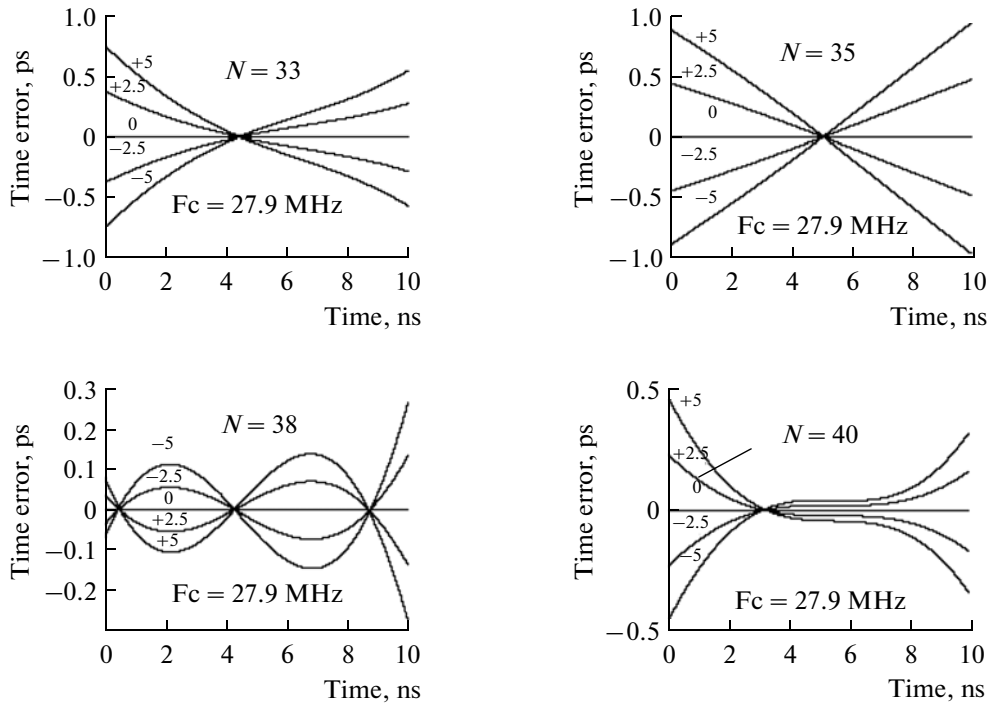 Time error, ps
1.0
0.5
0
−0.5
−1.0
+5
+2.5
0
−2.5
−5
N = 33
Fc = 27.9 MHz
0 2 4 6 8 10
Time, ns
Time error, ps
1.0
0.5
0
−0.5
−1.0
+5
+2.5
0
−2.5
−5
N = 35
Fc = 27.9 MHz
0 2 4 6 8 10
Time, ns
Time error, ps
0.3
0.2
0.1
0
−0.1
−0.2
−5
−2.5
0
+2.5
+5
N = 38
Fc = 27.9 MHz
0 2 4 6 8 10
Time, ns
Time error, ps
0.5
0
−0.5
+5
+2.5
0
−2.5
−5
N = 40
Fc = 27.9 MHz
0 2 4 6 8 10
Time, ns